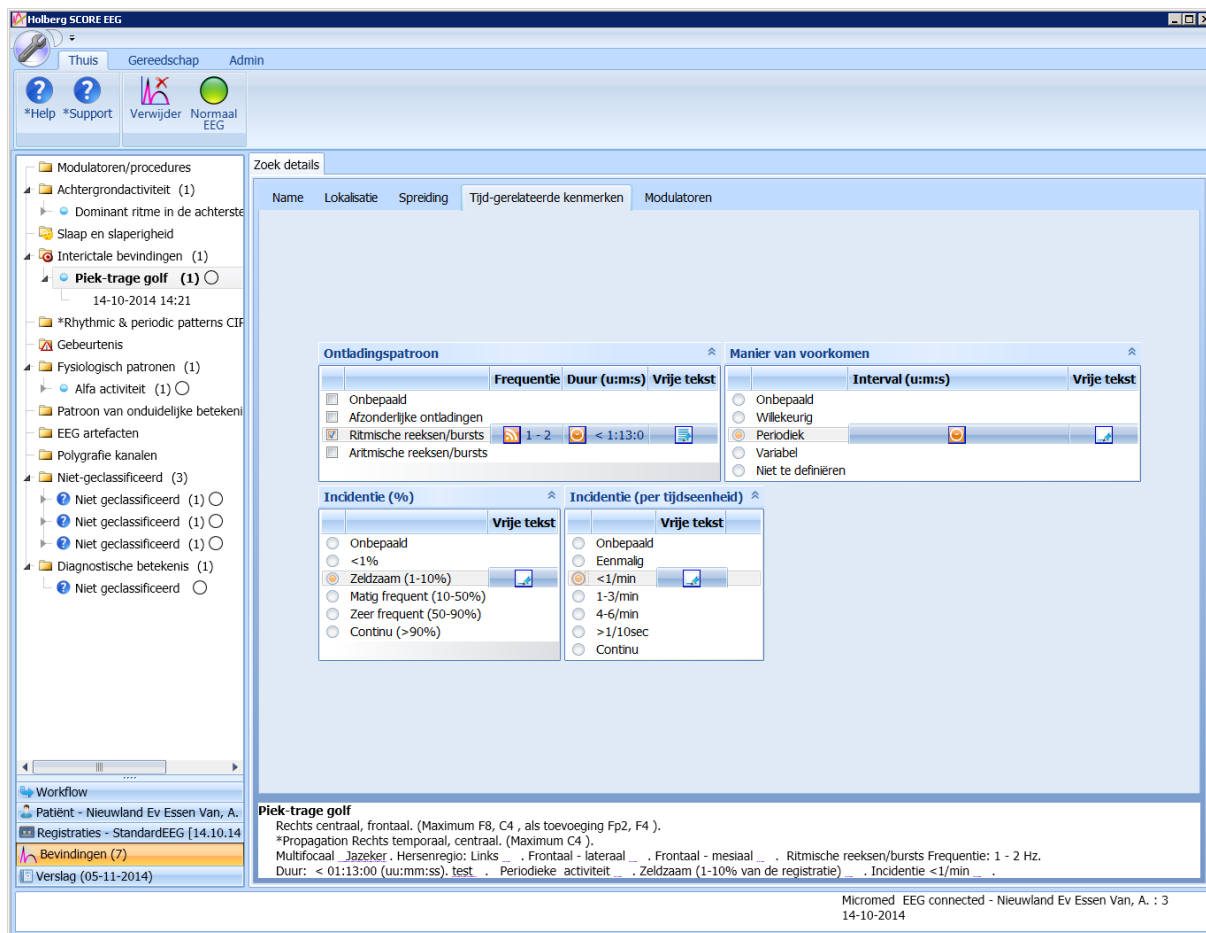 Holberg SCORE EEG
Thuis Gereedschap Admin
*Help *Support Verwijder Normaal EEG
Modulatoren/procedures
Achtergrondactiviteit (1)
Dominant ritme in de achterste
Slaap en slaperigheid
Interictale bevindingen (1)
Piek-trage golf (1)
14-10-2014 14:21
*Rhythmic & periodic patterns CIF
Gebeurtenis
Fysiologisch patronen (1)
Alfa activiteit (1)
Patroon van onduidelijke betekeni
EEG artefacten
Polygrafie kanalen
Niet-geclassificeerd (3)
Niet geclassificeerd (1)
Niet geclassificeerd (1)
Niet geclassificeerd (1)
Diagnostische betekenis (1)
Niet geclassificeerd
Workflow
Patiënt - Nieuwland Ev Essen Van, A.
Registraties - StandardEEG [14.10.14
Bevindingen (7)
Verslag (05-11-2014)
Zoek details
Name Lokalisatie Spreiding Tijd-gerelateerde kenmerken Modulatoren
Ontladingspatroon
Frequentie Duur (u:m:s) Vrije tekst
Onbepaald
Afzonderlijke ontladingen
Ritmische reeksen/bursts 1 - 2 < 1:13:0
Aritmische reeksen/bursts
Manier van voorkomen
Interval (u:m:s) Vrije tekst
Onbepaald
Willekeurig
Periodiek
Variabel
Niet te definiëren
Incidentie (%)
Vrije tekst
Onbepaald
<1%
Zeldzaam (1-10%)
Matig frequent (10-50%)
Zeer frequent (50-90%)
Continu (>90%)
Incidentie (per tijdseenheid)
Vrije tekst
Onbepaald
Eenmalig
<1/min
1-3/min
4-6/min
>1/10sec
Continu
Piek-trage golf
Rechts centraal, frontaal. (Maximum F8, C4 , als toevoeging Fp2, F4 ).
*Propagation Rechts temporaal, centraal. (Maximum C4 ).
Multifocaal _Jazeker . Hersenregio: Links _ . Frontaal - lateraal _ . Frontaal - mesiaal _ . Ritmische reeksen/bursts Frequentie: 1 - 2 Hz.
Duur: < 01:13:00 (uu:mm:ss). test . Periodieke activiteit _ . Zeldzaam (1-10% van de registratie) _ . Incidentie <1/min _ .
Micromed EEG connected - Nieuwland Ev Essen Van, A. : 3
14-10-2014